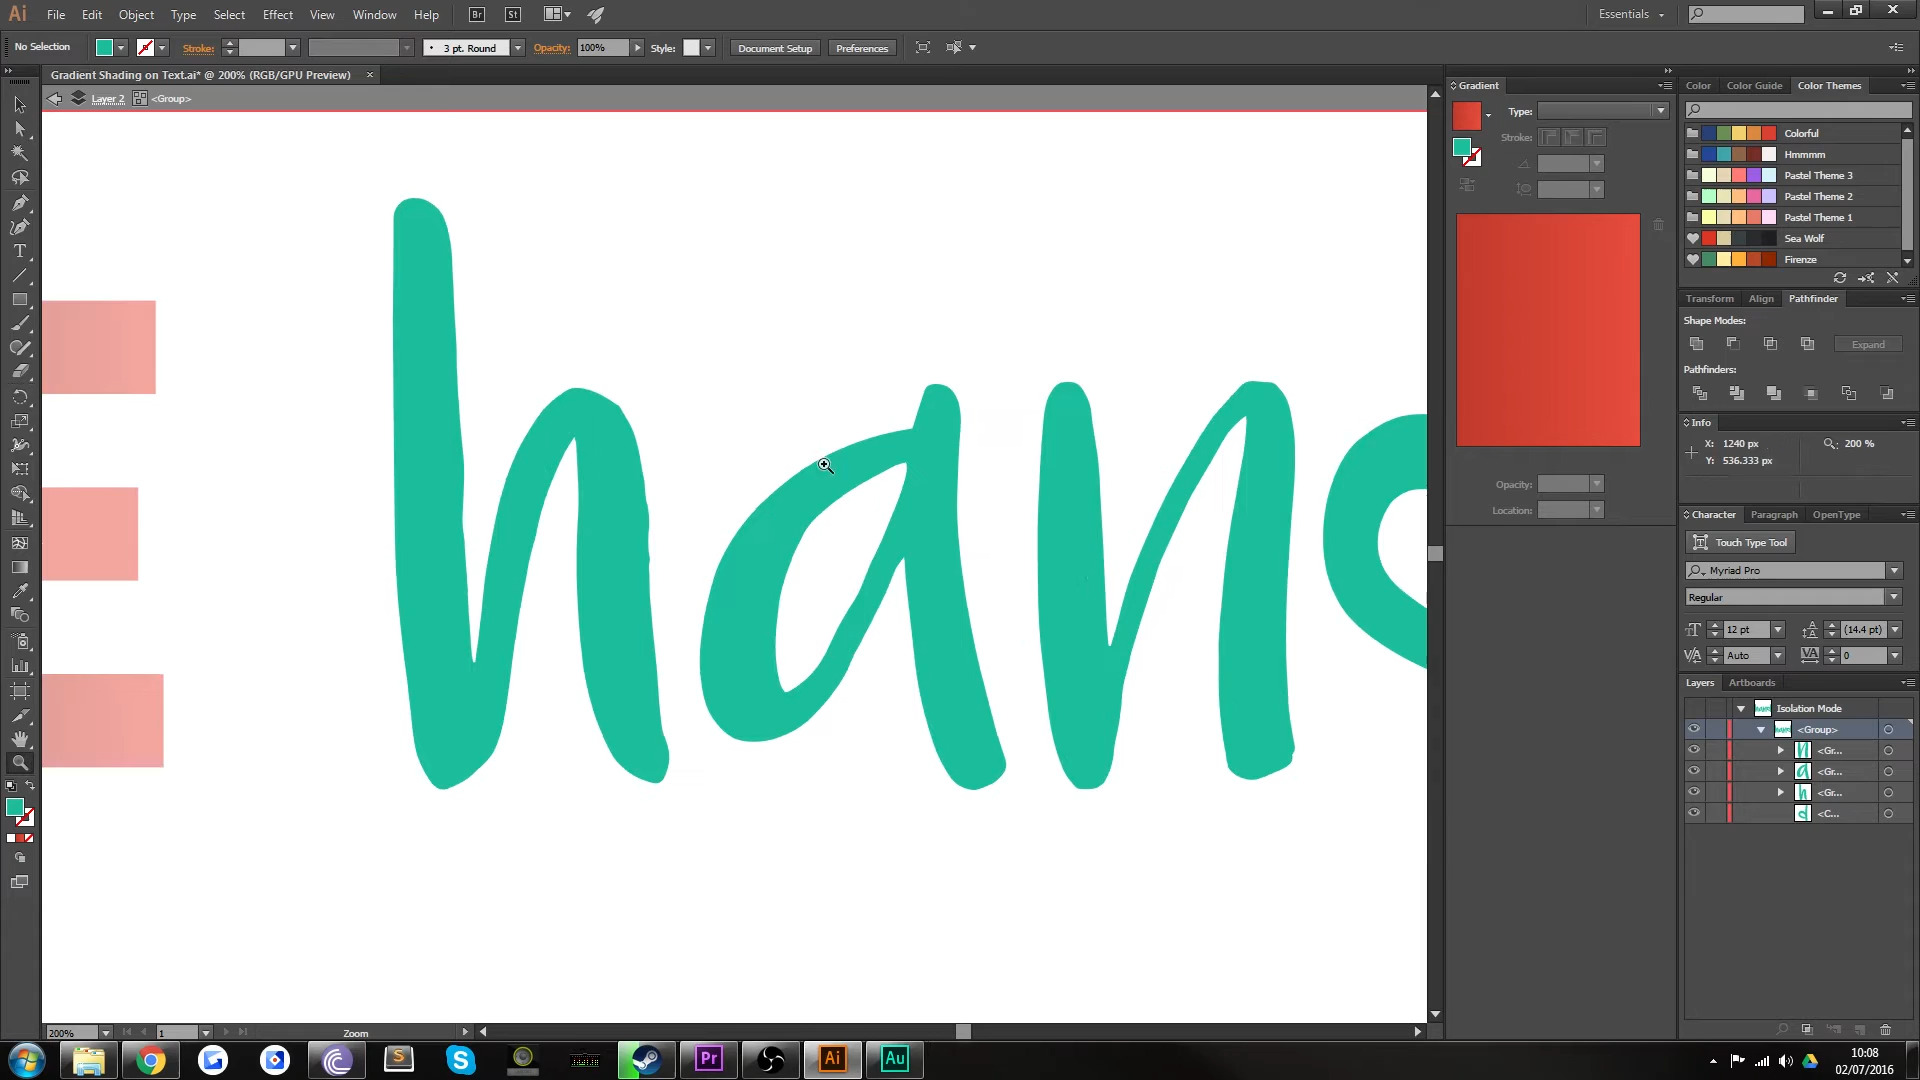 Ai File Edit Object Type Select Effect View Window Help Br St Essentials
No Selection Stroke: 3 pt. Round Opacity: 100% Style: Document Setup Preferences
Gradient Shading on Text.ai* @ 200% (RGB/GPU Preview)
Layer 2 <Group>
han
Gradient
Type:
Stroke:
Opacity:
Location:
Color Color Guide Color Themes
Colorful
Hmmmm
Pastel Theme 3
Pastel Theme 2
Pastel Theme 1
Sea Wolf
Firenze
Transform Align Pathfinder
Shape Modes:
Expand
Pathfinders:
Info
X: 1240 px 200 %
Y: 536.333 px
Character Paragraph OpenType
Touch Type Tool
Myriad Pro
Regular
12 pt (14.4 pt)
Auto 0
Layers Artboards
Isolation Mode
<Group>
<Gr...
<Gr...
<Gr...
<C...
200% 1 Zoom
S Pr Ai Au
10:08
02/07/2016